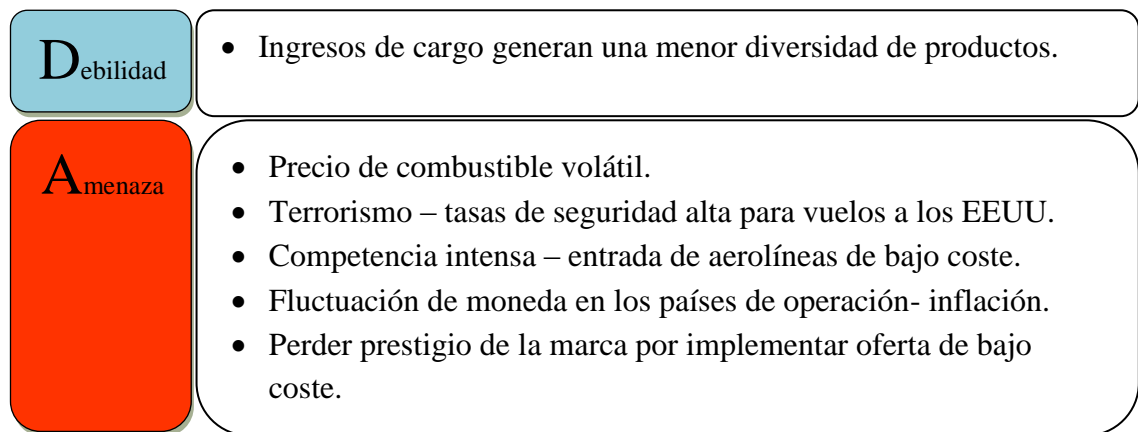 Debilidad
• Ingresos de cargo generan una menor diversidad de productos.
Amenaza
• Precio de combustible volátil.
• Terrorismo – tasas de seguridad alta para vuelos a los EEUU.
• Competencia intensa – entrada de aerolíneas de bajo coste.
• Fluctuación de moneda en los países de operación- inflación.
• Perder prestigio de la marca por implementar oferta de bajo
coste.